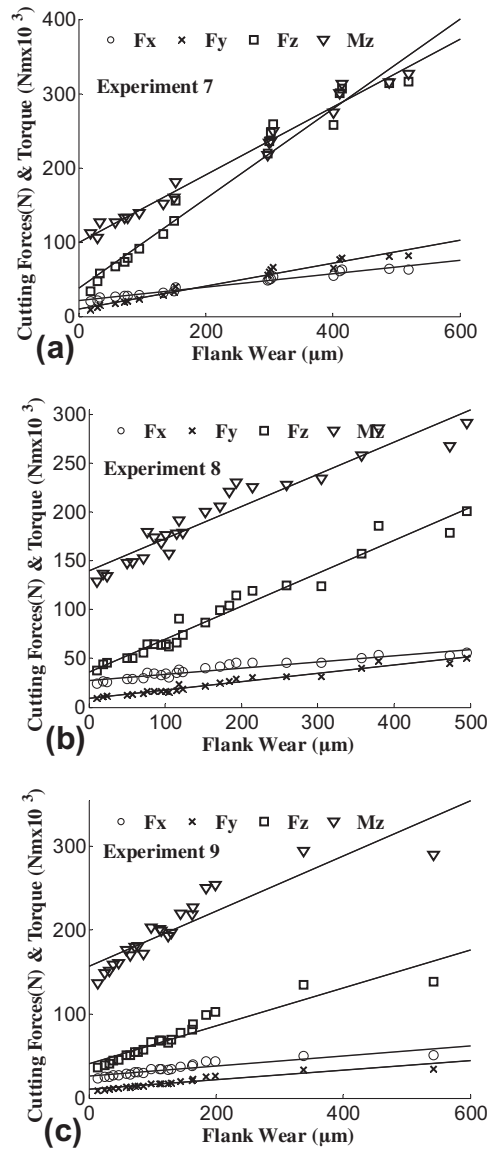 Fx Fy Fz Mz
Experiment 7
Cutting Forces(N) & Torque (Nmx10 3)
400
300
200
100
0
200 400 600
Flank Wear (µm)
(a)
Fx Fy Fz Mz
Experiment 8
Cutting Forces(N) & Torque (Nmx10 3)
300
250
200
150
100
50
0
0 100 200 300 400 500
Flank Wear (µm)
(b)
Fx Fy Fz Mz
Experiment 9
Cutting Forces(N) & Torque (Nmx10 3)
300
200
100
0
0 200 400 600
Flank Wear (µm)
(c)